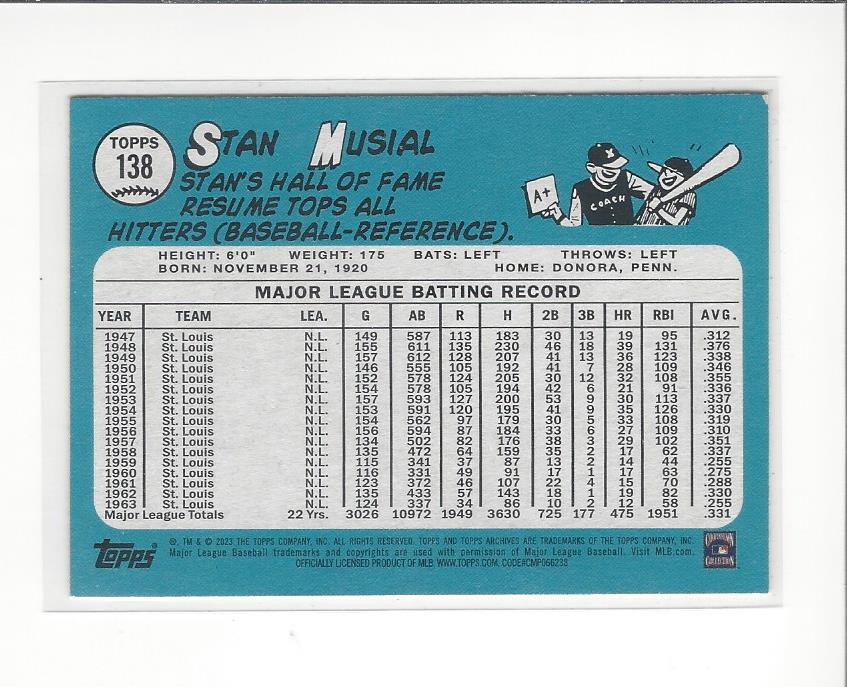 TOPPS
138
STAN MUSIAL
STAN'S HALL OF FAME
RESUME TOPS ALL
HITTERS (BASEBALL-REFERENCE).
A+
COACH
HEIGHT: 6'0" WEIGHT: 175 BATS: LEFT THROWS: LEFT
BORN: NOVEMBER 21, 1920 HOME: DONORA, PENN.
MAJOR LEAGUE BATTING RECORD
YEAR TEAM LEA. G AB R H 2B 3B HR RBI AVG.
1947 St. Louis N.L. 149 587 113 183 30 13 19 95 .312
1948 St. Louis N.L. 155 611 135 230 46 18 39 131 .376
1949 St. Louis N.L. 157 612 128 207 41 13 36 123 .338
1950 St. Louis N.L. 146 555 105 192 41 7 28 109 .346
1951 St. Louis N.L. 152 578 124 205 30 12 32 108 .355
1952 St. Louis N.L. 154 578 105 194 42 6 21 91 .336
1953 St. Louis N.L. 157 593 127 200 53 9 30 113 .337
1954 St. Louis N.L. 153 591 120 195 41 9 35 126 .330
1955 St. Louis N.L. 154 562 97 179 30 5 33 108 .319
1956 St. Louis N.L. 156 594 87 184 33 6 27 109 .310
1957 St. Louis N.L. 134 502 82 176 38 3 29 102 .351
1958 St. Louis N.L. 135 472 64 159 35 2 17 62 .337
1959 St. Louis N.L. 115 341 37 87 13 2 14 44 .255
1960 St. Louis N.L. 116 331 49 91 17 1 17 63 .275
1961 St. Louis N.L. 123 372 46 107 22 4 15 70 .288
1962 St. Louis N.L. 135 433 57 143 18 1 19 82 .330
1963 St. Louis N.L. 124 337 34 86 10 2 12 58 .255
Major League Totals 22 Yrs. 3026 10972 1949 3630 725 177 475 1951 .331
TOPPS®
®, TM & © 2023 THE TOPPS COMPANY, INC. ALL RIGHTS RESERVED. TOPPS AND TOPPS ARCHIVES ARE TRADEMARKS OF THE TOPPS COMPANY, INC.
Major League Baseball trademarks and copyrights are used with permission of Major League Baseball. Visit MLB.com.
OFFICIALLY LICENSED PRODUCT OF MLB WWW.TOPPS.COM. CODE#CMP066238
COOPERSTOWN
COLLECTION